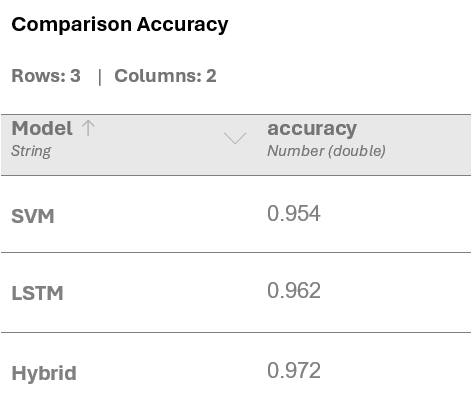 Comparison Accuracy
Rows: 3 | Columns: 2
Model ↑ accuracy
String Number (double)
SVM 0.954
LSTM 0.962
Hybrid 0.972